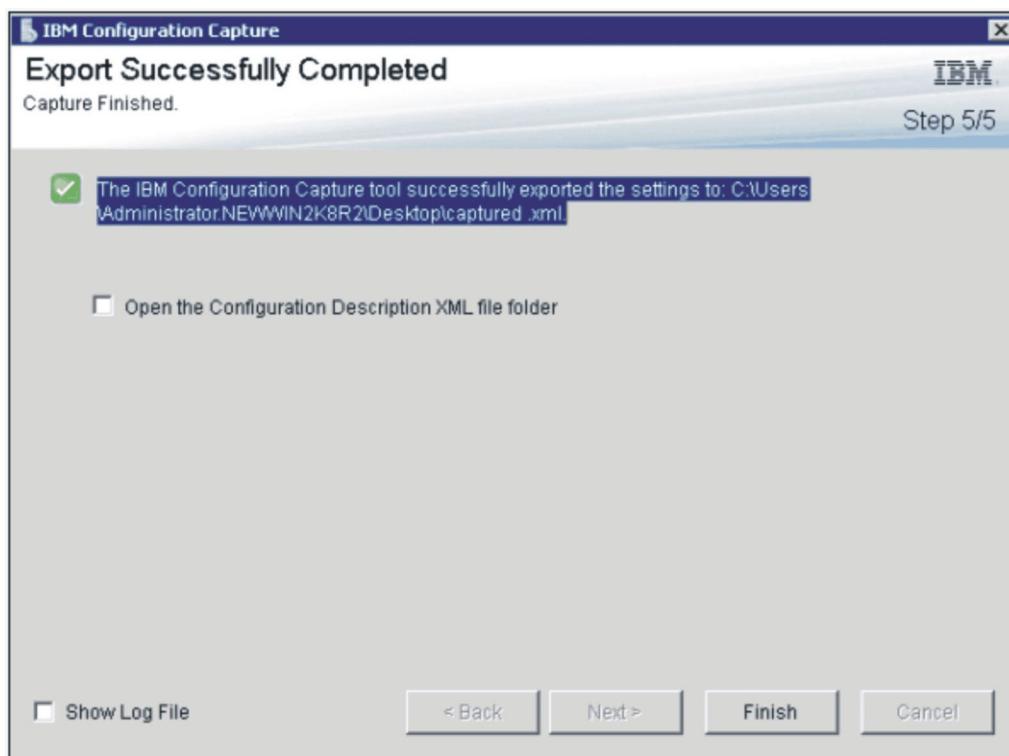 IBM Configuration Capture
Export Successfully Completed
Capture Finished.
IBM
Step 5/5
The IBM Configuration Capture tool successfully exported the settings to: C:\Users
\Administrator.NEWWIN2K8R2\Desktop\captured .xml.
Open the Configuration Description XML file folder
Show Log File
< Back
Next >
Finish
Cancel